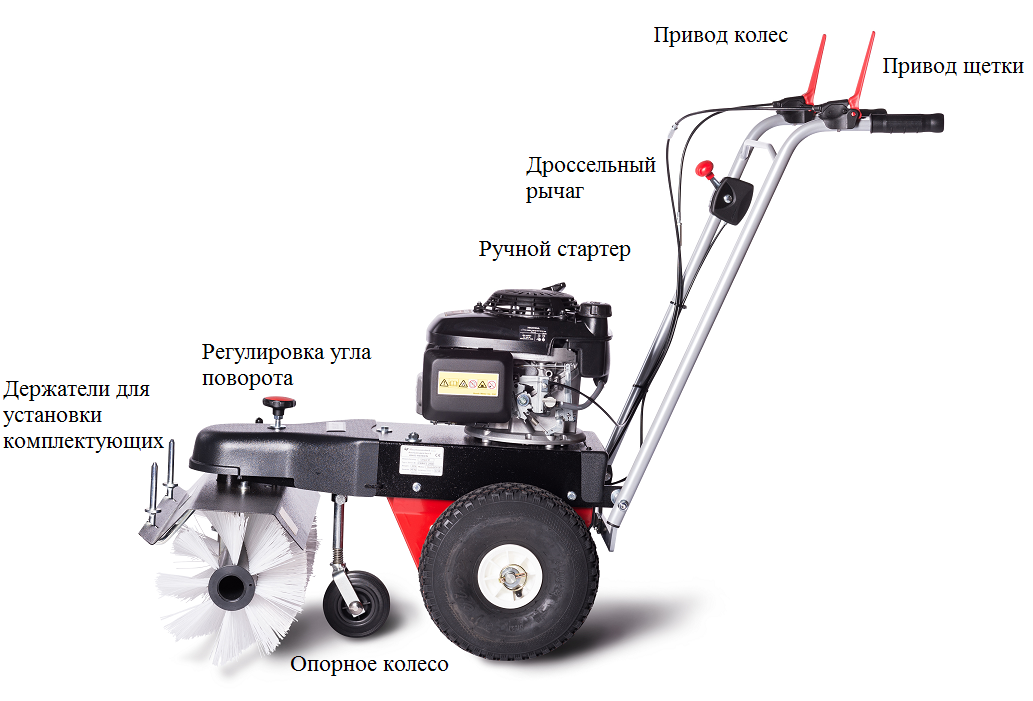 Привод колес
Привод щетки
Дроссельный
рычаг
Ручной стартер
Регулировка угла
поворота
Держатели для
установки
комплектующих
Опорное колесо